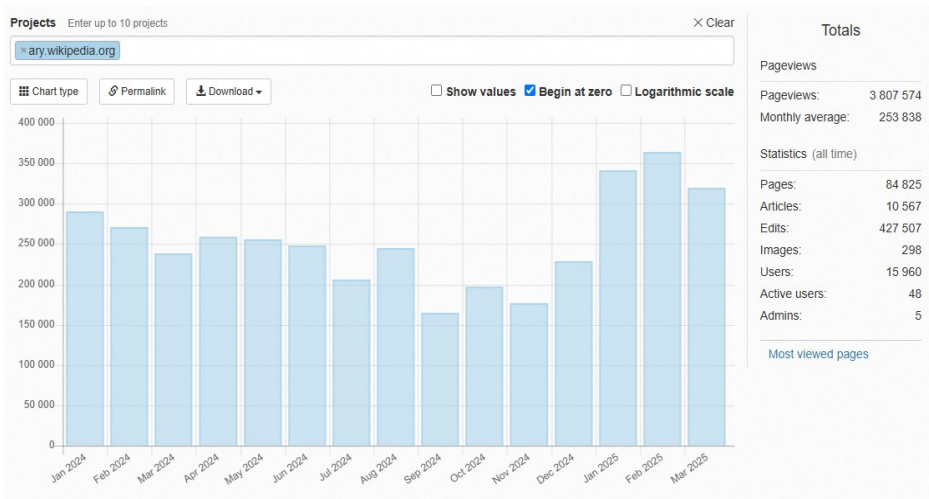 Projects Enter up to 10 projects × Clear
× ary.wikipedia.org
Chart type Permalink Download Show values Begin at zero Logarithmic scale
400 000
350 000
300 000
250 000
200 000
150 000
100 000
50 000
0
Jan 2024 Feb 2024 Mar 2024 Apr 2024 May 2024 Jun 2024 Jul 2024 Aug 2024 Sep 2024 Oct 2024 Nov 2024 Dec 2024 Jan 2025 Feb 2025 Mar 2025
Totals
Pageviews
Pageviews: 3 807 574
Monthly average: 253 838
Statistics (all time)
Pages: 84 825
Articles: 10 567
Edits: 427 507
Images: 298
Users: 15 960
Active users: 48
Admins: 5
Most viewed pages